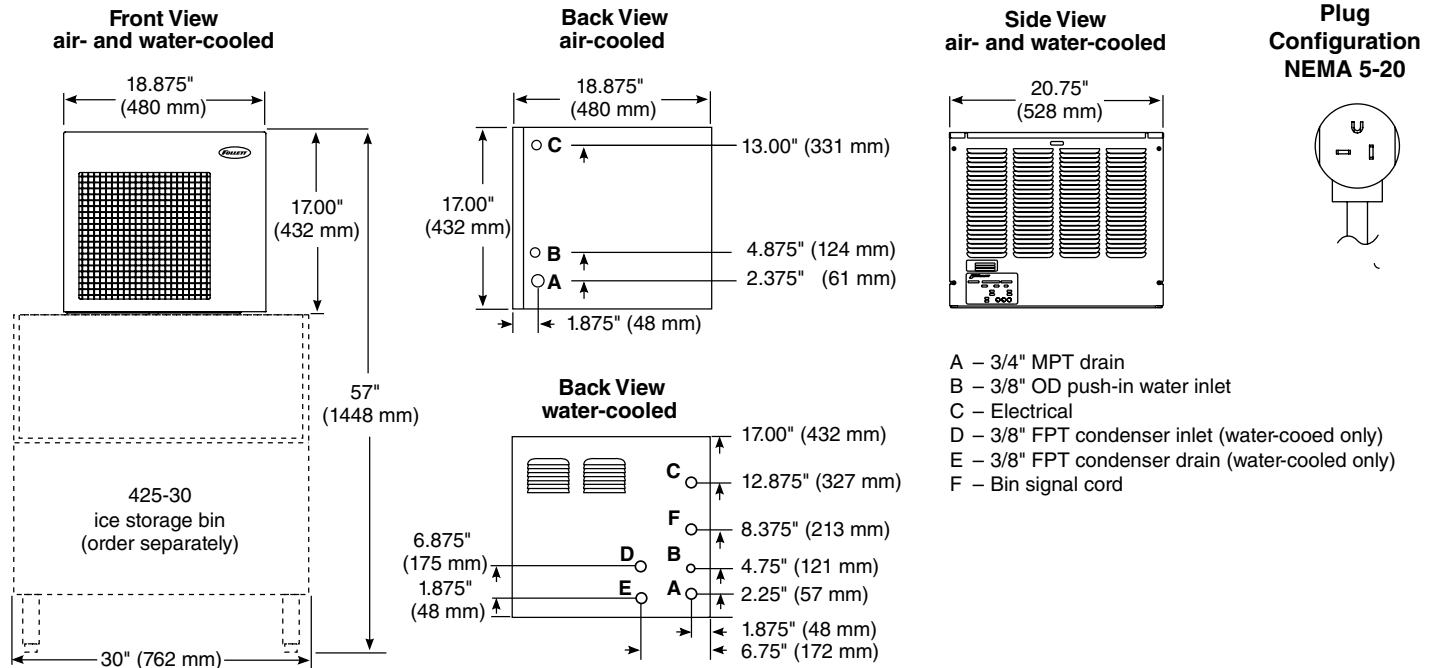 Front View
air- and water-cooled
18.875"
(480 mm)
FOLLETT
17.00"
(432 mm)
57"
(1448 mm)
425-30
ice storage bin
(order separately)
30" (762 mm)
Back View
air-cooled
18.875"
(480 mm)
17.00"
(432 mm)
C
13.00" (331 mm)
B
4.875" (124 mm)
A
2.375" (61 mm)
1.875" (48 mm)
Back View
water-cooled
17.00" (432 mm)
C
12.875" (327 mm)
F
8.375" (213 mm)
6.875"
(175 mm)
D
B
4.75" (121 mm)
1.875"
(48 mm)
E
A
2.25" (57 mm)
1.875" (48 mm)
6.75" (172 mm)
Side View
air- and water-cooled
20.75"
(528 mm)
Plug
Configuration
NEMA 5-20
A – 3/4" MPT drain
B – 3/8" OD push-in water inlet
C – Electrical
D – 3/8" FPT condenser inlet (water-cooed only)
E – 3/8" FPT condenser drain (water-cooled only)
F – Bin signal cord